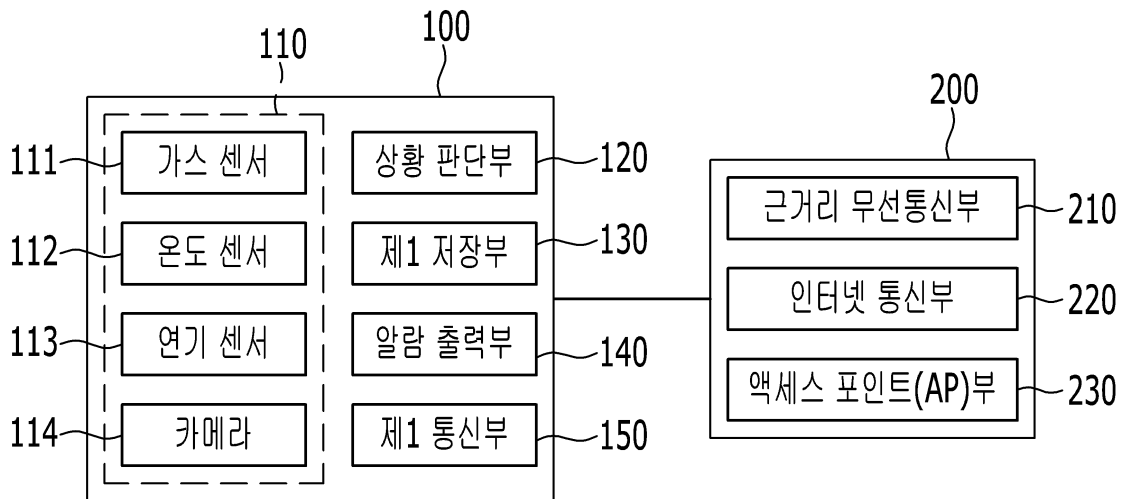 110
100
200
111
가스 센서
상황 판단부
120
근거리 무선통신부
210
112
온도 센서
제1 저장부
130
인터넷 통신부
220
113
연기 센서
알람 출력부
140
액세스 포인트(AP)부
230
114
카메라
제1 통신부
150